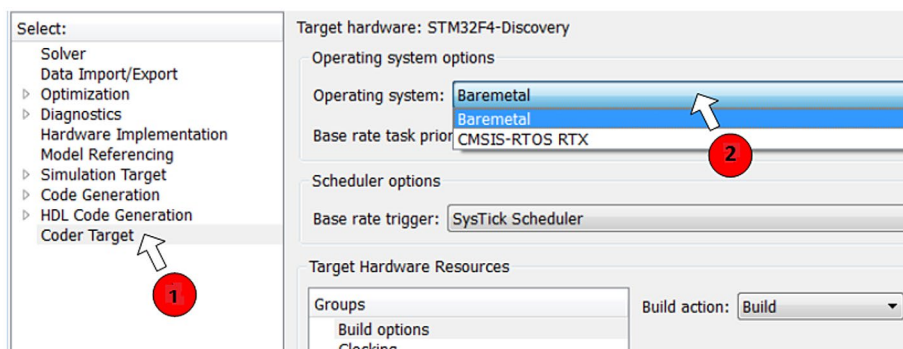 Select:
Solver
Data Import/Export
Optimization
Diagnostics
Hardware Implementation
Model Referencing
Simulation Target
Code Generation
HDL Code Generation
Coder Target
1
Target hardware: STM32F4-Discovery
Operating system options
Operating system: Baremetal
Baremetal
CMSIS-RTOS RTX
2
Base rate task prior
Scheduler options
Base rate trigger: SysTick Scheduler
Target Hardware Resources
Groups
Build options
Clocking
Build action: Build